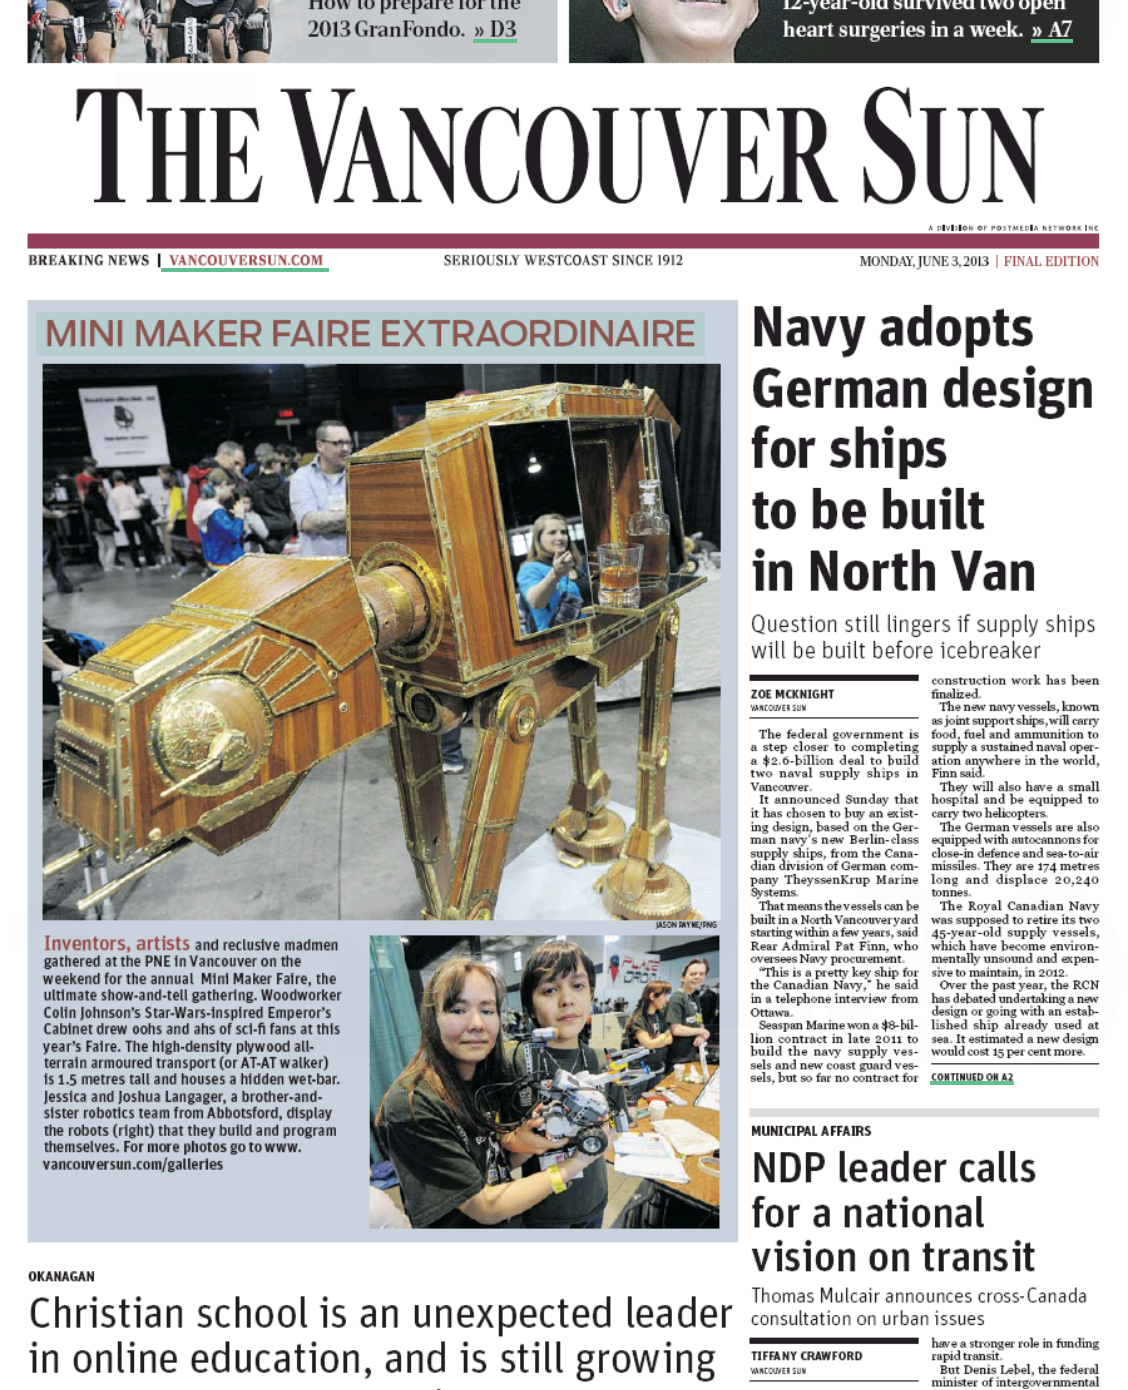 How to prepare for the
2013 GranFondo. » D3
12-year-old survived two open
heart surgeries in a week. » A7
THE VANCOUVER SUN
A DIVISION OF POSTMEDIA NETWORK INC
BREAKING NEWS | VANCOUVERSUN.COM
SERIOUSLY WESTCOAST SINCE 1912
MONDAY, JUNE 3, 2013 | FINAL EDITION
MINI MAKER FAIRE EXTRAORDINAIRE
JASON PAYNE/PNG
Inventors, artists and reclusive madmen
gathered at the PNE in Vancouver on the
weekend for the annual Mini Maker Faire, the
ultimate show-and-tell gathering. Woodworker
Colin Johnson's Star-Wars-inspired Emperor's
Cabinet drew oohs and ahs of sci-fi fans at this
year's Faire. The high-density plywood all-
terrain armoured transport (or AT-AT walker)
is 1.5 metres tall and houses a hidden wet-bar.
Jessica and Joshua Langager, a brother-and-
sister robotics team from Abbotsford, display
the robots (right) that they build and program
themselves. For more photos go to www.
vancouversun.com/galleries
Navy adopts
German design
for ships
to be built
in North Van
Question still lingers if supply ships
will be built before icebreaker
ZOE MCKNIGHT
VANCOUVER SUN
The federal government is
a step closer to completing
a $2.6-billion deal to build
two naval supply ships in
Vancouver.
It announced Sunday that
it has chosen to buy an exist-
ing design, based on the Ger-
man navy's new Berlin-class
supply ships, from the Cana-
dian division of German com-
pany TheyssenKrup Marine
Systems.
That means the vessels can be
built in a North Vancouver yard
starting within a few years, said
Rear Admiral Pat Finn, who
oversees Navy procurement.
"This is a pretty key ship for
the Canadian Navy," he said
in a telephone interview from
Ottawa.
Seaspan Marine won a $8-bil-
lion contract in late 2011 to
build the navy supply ves-
sels and new coast guard ves-
sels, but so far no contract for
construction work has been
finalized.
The new navy vessels, known
as joint support ships, will carry
food, fuel and ammunition to
supply a sustained naval oper-
ation anywhere in the world,
Finn said.
They will also have a small
hospital and be equipped to
carry two helicopters.
The German vessels are also
equipped with autocannons for
close-in defence and sea-to-air
missiles. They are 174 metres
long and displace 20,240
tonnes.
The Royal Canadian Navy
was supposed to retire its two
45-year-old supply vessels,
which have become environ-
mentally unsound and expen-
sive to maintain, in 2012.
Over the past year, the RCN
has debated undertaking a new
design or going with an estab-
lished ship already used at
sea. It estimated a new design
would cost 15 per cent more.
CONTINUED ON A2
MUNICIPAL AFFAIRS
NDP leader calls
for a national
vision on transit
Thomas Mulcair announces cross-Canada
consultation on urban issues
TIFFANY CRAWFORD
VANCOUVER SUN
have a stronger role in funding
rapid transit.
But Denis Lebel, the federal
minister of intergovernmental
OKANAGAN
Christian school is an unexpected leader
in online education, and is still growing